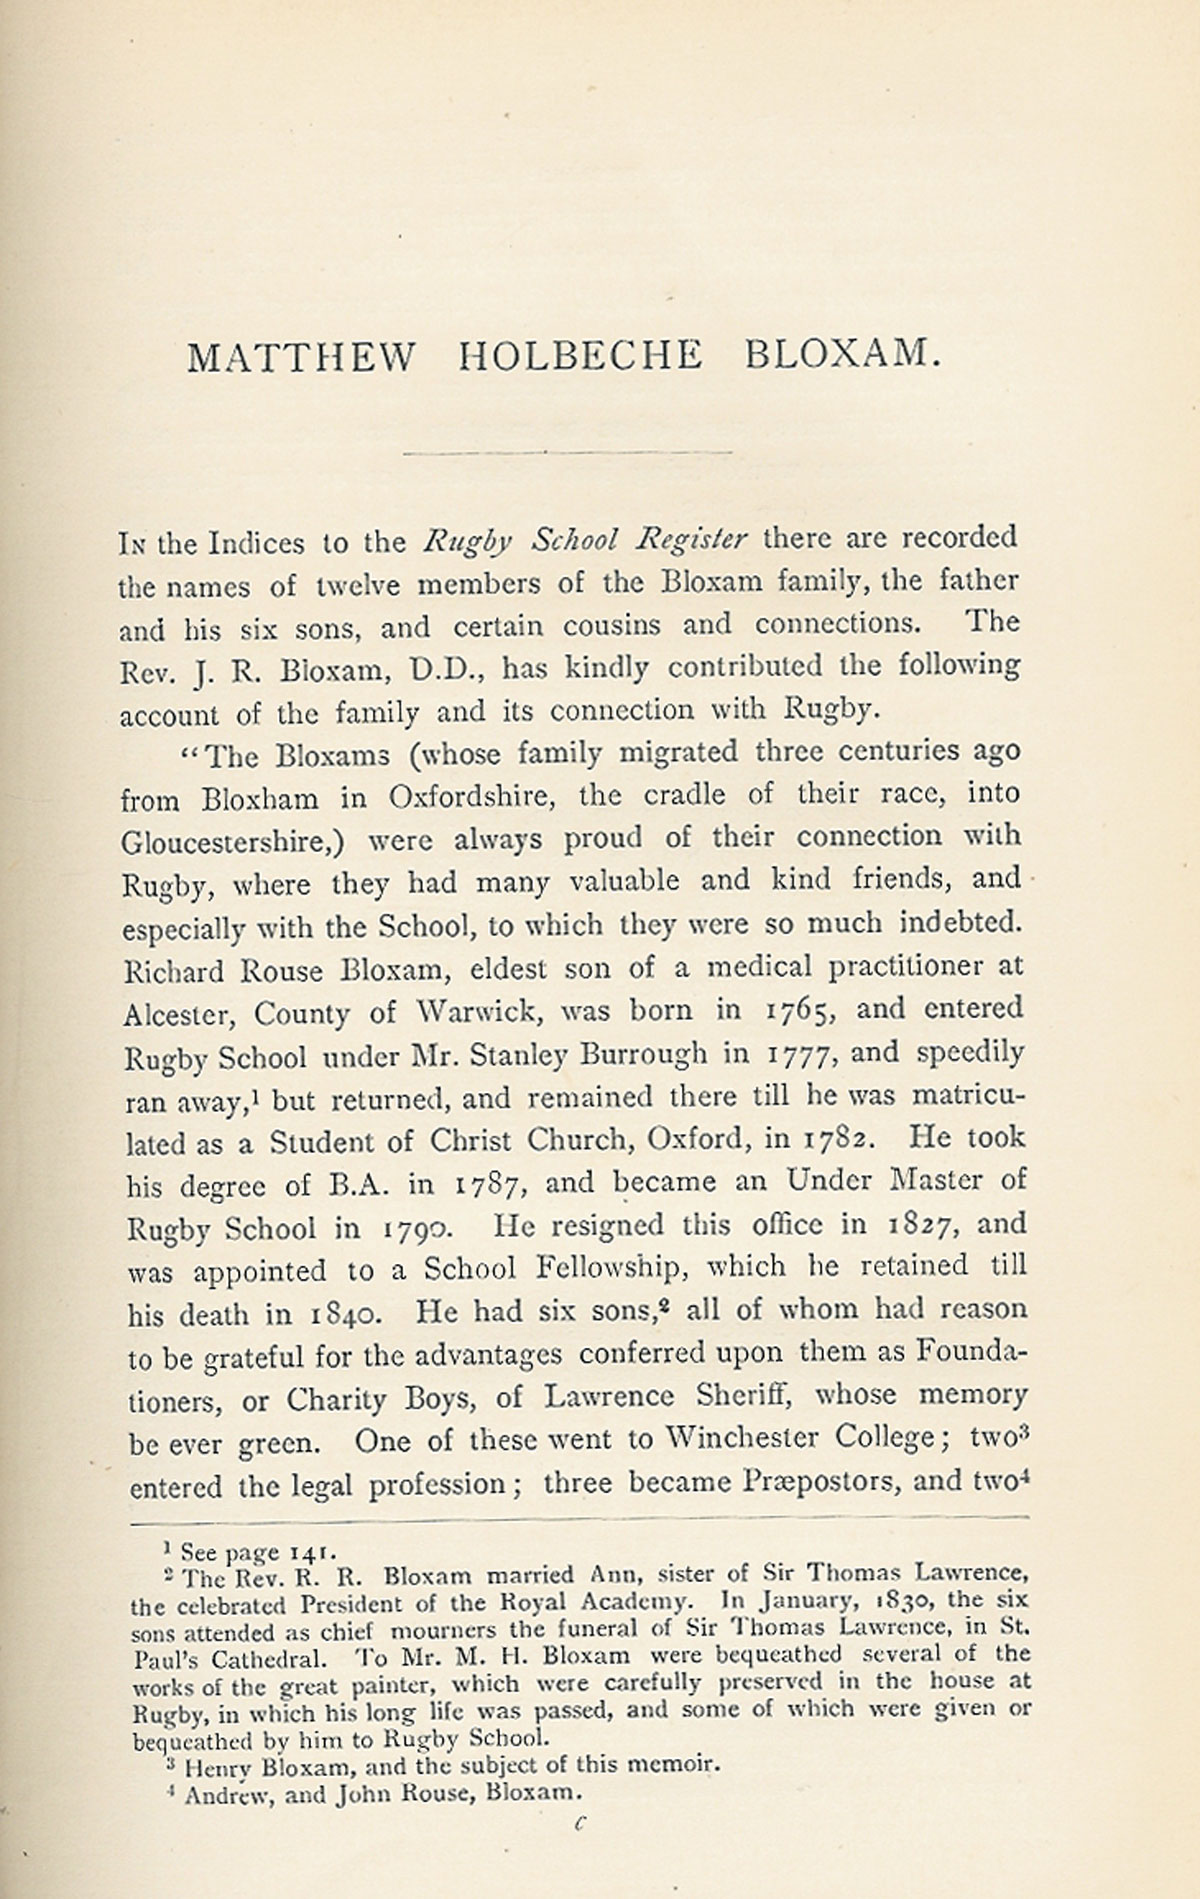 MATTHEW HOLBECHE BLOXAM.
In the Indices to the Rugby School Register there are recorded
the names of twelve members of the Bloxam family, the father
and his six sons, and certain cousins and connections. The
Rev. J. R. Bloxam, D.D., has kindly contributed the following
account of the family and its connection with Rugby.
“The Bloxams (whose family migrated three centuries ago
from Bloxham in Oxfordshire, the cradle of their race, into
Gloucestershire,) were always proud of their connection with
Rugby, where they had many valuable and kind friends, and
especially with the School, to which they were so much indebted.
Richard Rouse Bloxam, eldest son of a medical practitioner at
Alcester, County of Warwick, was born in 1765, and entered
Rugby School under Mr. Stanley Burrough in 1777, and speedily
ran away,¹ but returned, and remained there till he was matricu-
lated as a Student of Christ Church, Oxford, in 1782. He took
his degree of B.A. in 1787, and became an Under Master of
Rugby School in 1790. He resigned this office in 1827, and
was appointed to a School Fellowship, which he retained till
his death in 1840. He had six sons,² all of whom had reason
to be grateful for the advantages conferred upon them as Founda-
tioners, or Charity Boys, of Lawrence Sheriff, whose memory
be ever green. One of these went to Winchester College; two³
entered the legal profession; three became Præpostors, and two⁴
¹ See page 141.
² The Rev. R. R. Bloxam married Ann, sister of Sir Thomas Lawrence,
the celebrated President of the Royal Academy. In January, 1830, the six
sons attended as chief mourners the funeral of Sir Thomas Lawrence, in St.
Paul's Cathedral. To Mr. M. H. Bloxam were bequeathed several of the
works of the great painter, which were carefully preserved in the house at
Rugby, in which his long life was passed, and some of which were given or
bequeathed by him to Rugby School.
³ Henry Bloxam, and the subject of this memoir.
⁴ Andrew, and John Rouse, Bloxam.
C